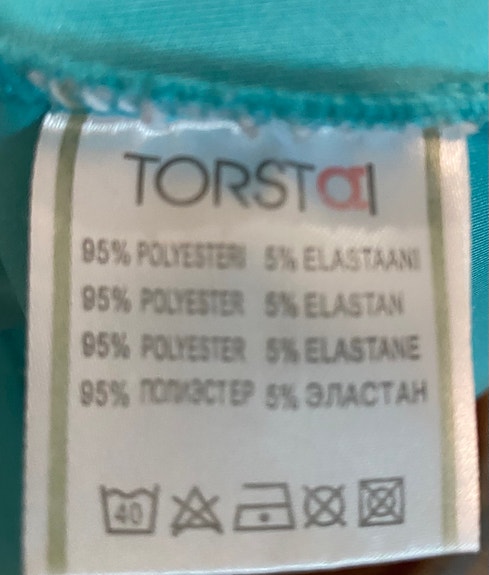 TORSTAI
95% POLYESTERI 5% ELASTAANI
95% POLYESTER 5% ELASTAN
95% POLYESTER 5% ELASTANE
95% ПОЛИЭСТЕР 5% ЭЛАСТАН
40